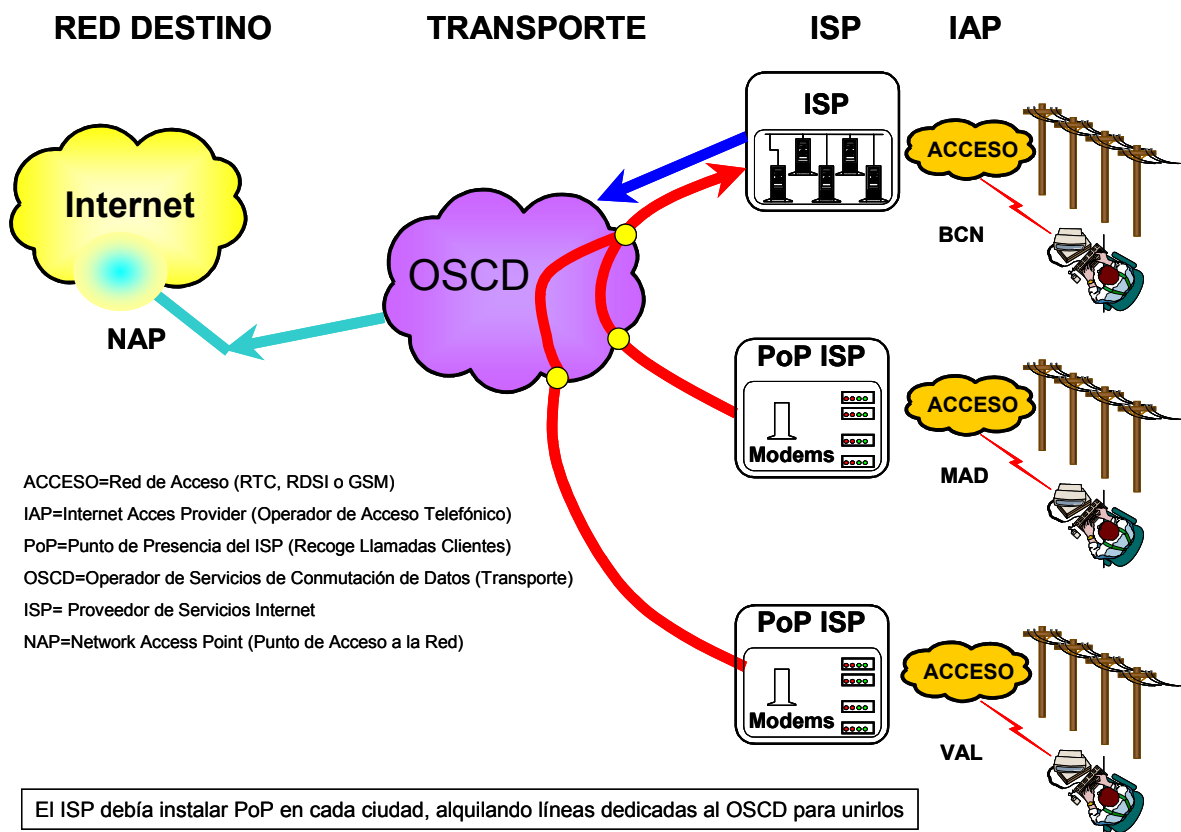 RED DESTINO
TRANSPORTE
ISP
IAP
ISP
ACCESO
BCN
Internet
NAP
OSCD
PoP ISP
Modems
ACCESO
MAD
PoP ISP
Modems
ACCESO
VAL
ACCESO=Red de Acceso (RTC, RDSI o GSM)
IAP=Internet Acces Provider (Operador de Acceso Telefónico)
PoP=Punto de Presencia del ISP (Recoge Llamadas Clientes)
OSCD=Operador de Servicios de Conmutación de Datos (Transporte)
ISP= Proveedor de Servicios Internet
NAP=Network Access Point (Punto de Acceso a la Red)
El ISP debía instalar PoP en cada ciudad, alquilando líneas dedicadas al OSCD para unirlos